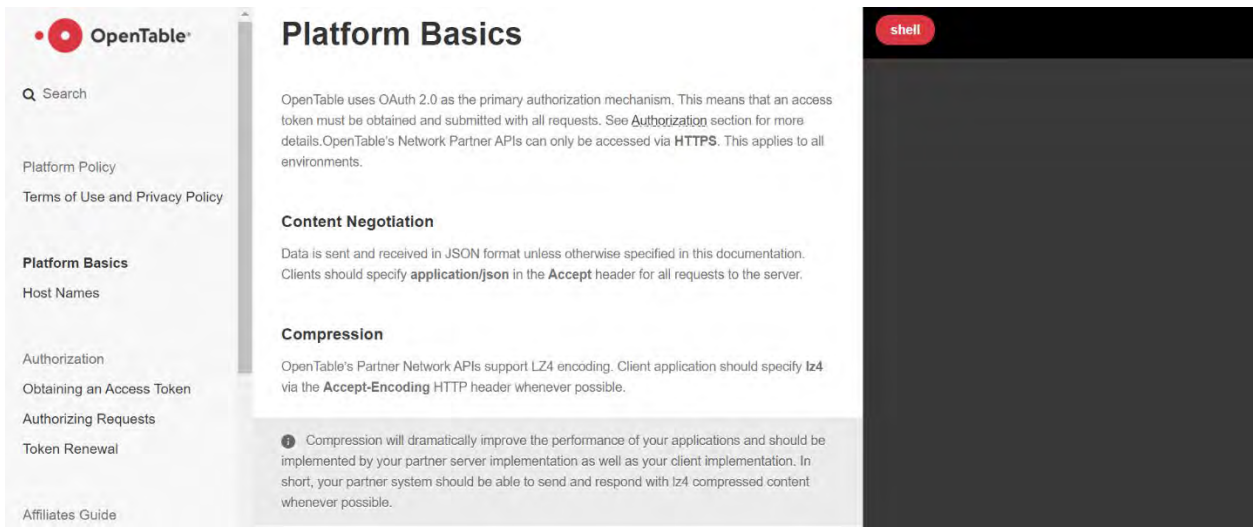 OpenTable
Search
Platform Policy
Terms of Use and Privacy Policy
Platform Basics
Host Names
Authorization
Obtaining an Access Token
Authorizing Requests
Token Renewal
Affiliates Guide
Platform Basics
OpenTable uses OAuth 2.0 as the primary authorization mechanism. This means that an access
token must be obtained and submitted with all requests. See Authorization section for more
details.OpenTable's Network Partner APIs can only be accessed via HTTPS. This applies to all
environments.
Content Negotiation
Data is sent and received in JSON format unless otherwise specified in this documentation.
Clients should specify application/json in the Accept header for all requests to the server.
Compression
OpenTable's Partner Network APIs support LZ4 encoding. Client application should specify lz4
via the Accept-Encoding HTTP header whenever possible.
Compression will dramatically improve the performance of your applications and should be
implemented by your partner server implementation as well as your client implementation. In
short, your partner system should be able to send and respond with lz4 compressed content
whenever possible.
shell